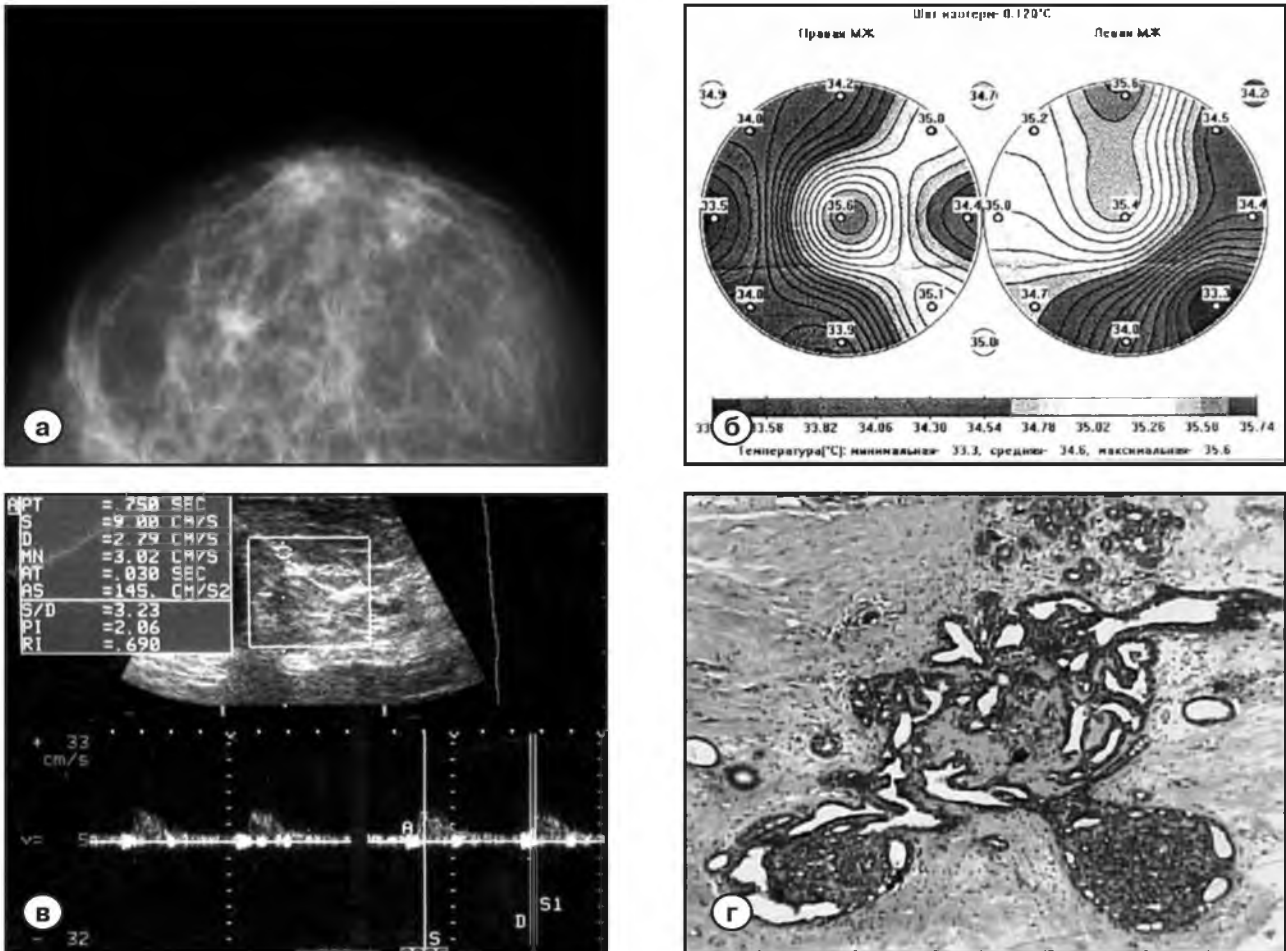 а
Шаг изотерм- 0.120°C
Правая МЖ Левая МЖ
34.9 34.2 34.7 35.6 34.2
34.0 35.0 35.2 34.5
33.5 35.6 34.4 35.0 35.4 34.4
34.0 35.1 34.7 33.3
33.9 35.0 34.0
б 33.58 33.82 34.06 34.30 34.54 34.78 35.02 35.26 35.50 35.74
Температура(°C): минимальная- 33.3, средняя- 34.6, максимальная- 35.6
A PT =.750 SEC
S =9.00 CM/S
D =2.79 CM/S
MN =3.02 CM/S
AT =.030 SEC
AS =145. CM/S2
S/D =3.23
PI =2.06
RI =.690
+ 33
cm/s
v= S
A
S1
D
S
- 32
в
г